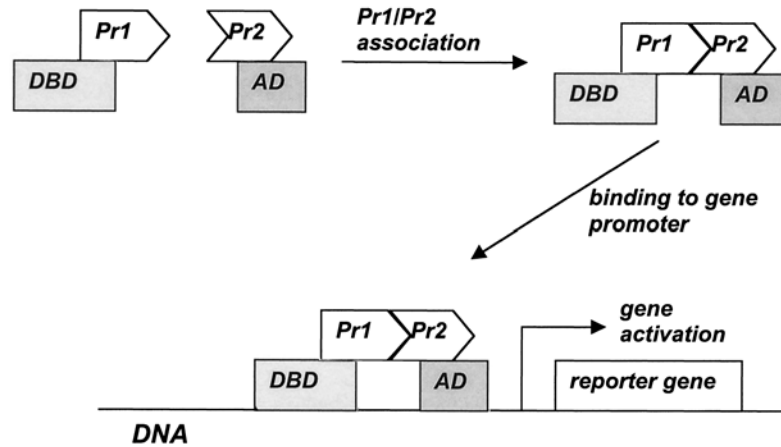 Pr1
Pr2
DBD
AD
Pr1/Pr2
association
Pr1
Pr2
DBD
AD
binding to gene
promoter
Pr1
Pr2
DBD
AD
gene
activation
reporter gene
DNA